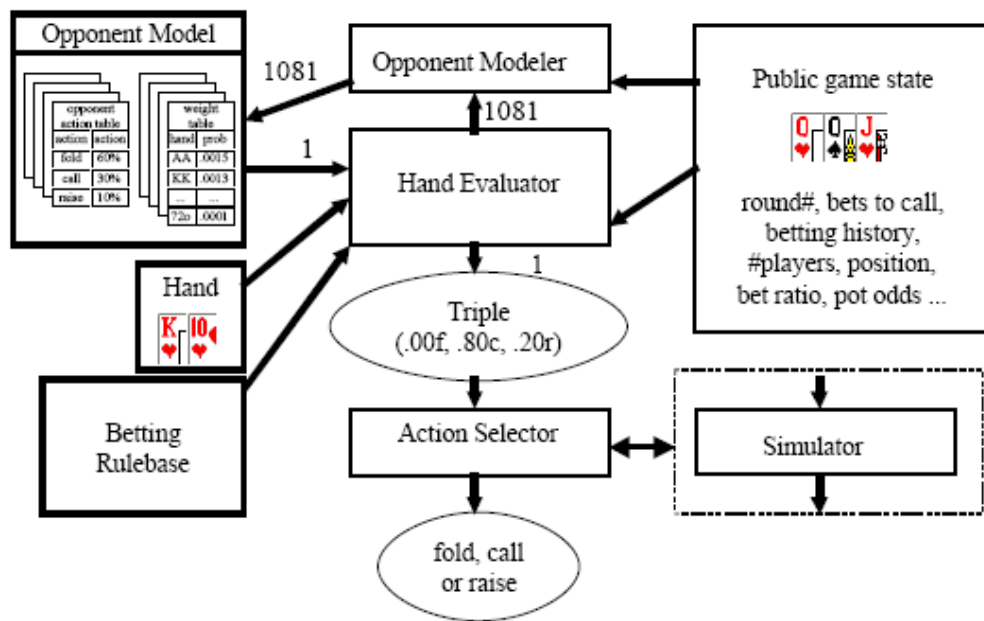 Opponent Model
opponent
action table
action action
fold 60%
call 30%
raise 10%
weight
table
hand prob
AA .0015
KK .0013
... ...
72o .0001
1081
Opponent Modeler
1081
1
Hand Evaluator
Public game state
Q Q J
round#, bets to call,
betting history,
#players, position,
bet ratio, pot odds ...
Hand
K 10
Betting
Rulebase
1
Triple
(.00f, .80c, .20r)
Action Selector
Simulator
fold, call
or raise